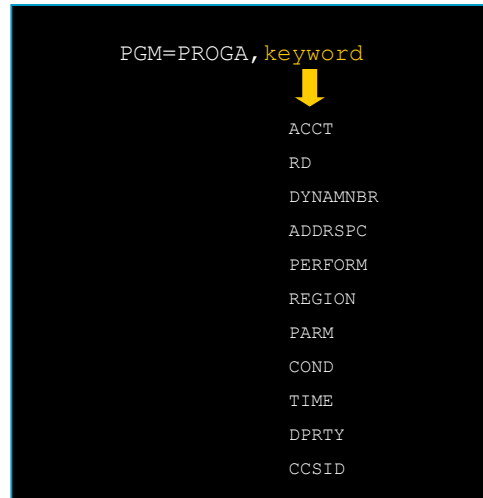 PGM=PROGA,keyword
ACCT
RD
DYNAMNBR
ADDRSPC
PERFORM
REGION
PARM
COND
TIME
DPRTY
CCSID